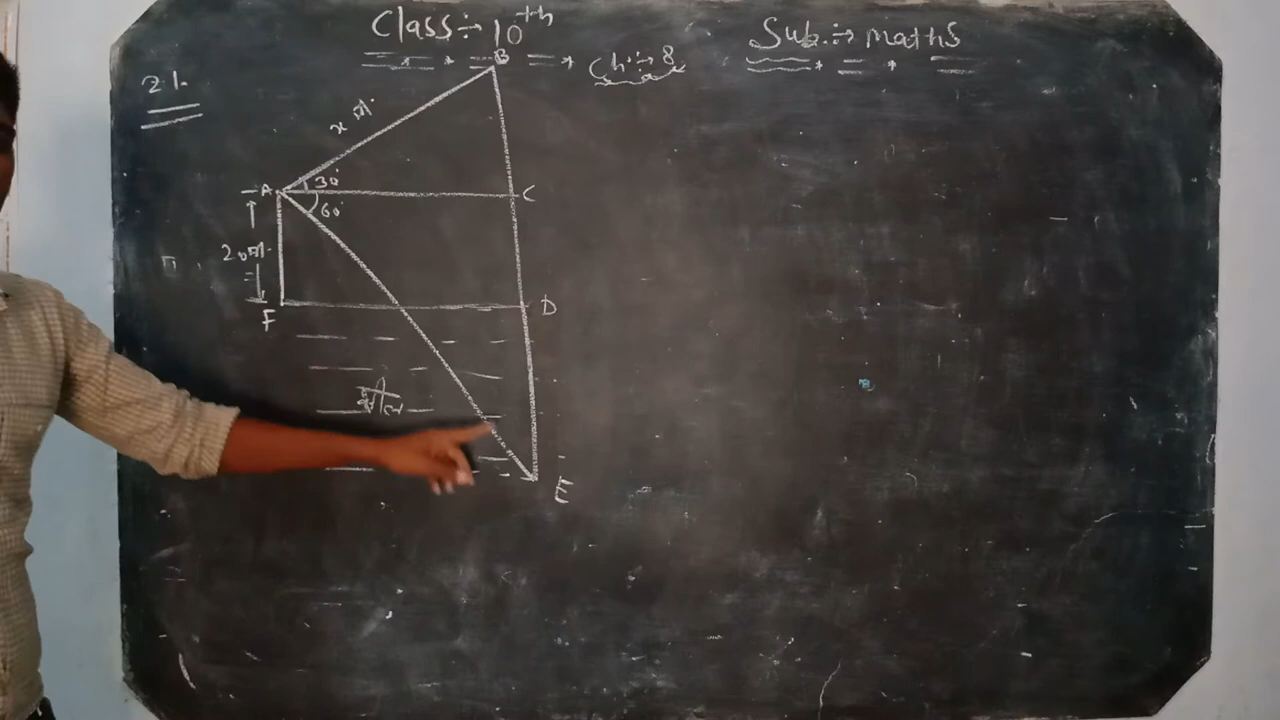 Class :- 10th
Sub. :- maths
Ch :- 8
21.
B
x मी.
A
30°
C
60°
20 मी.
F
D
E